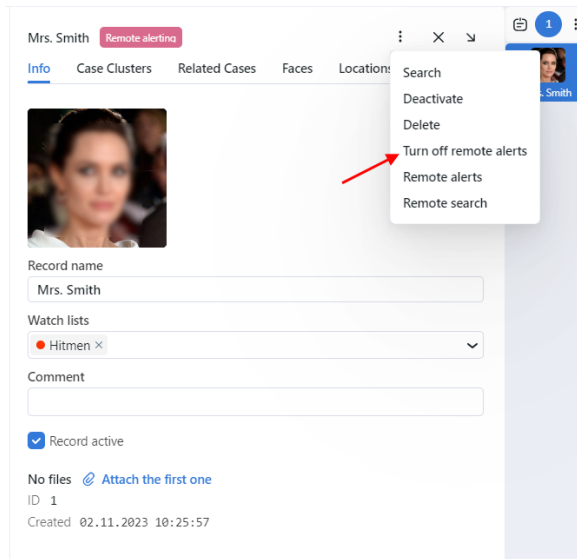 Mrs. Smith Remote alerting
1
Info Case Clusters Related Cases Faces Locations
Search
Deactivate
Delete
Turn off remote alerts
Remote alerts
Remote search
s. Smith
Record name
Mrs. Smith
Watch lists
Hitmen ×
Comment
Record active
No files Attach the first one
ID 1
Created 02.11.2023 10:25:57